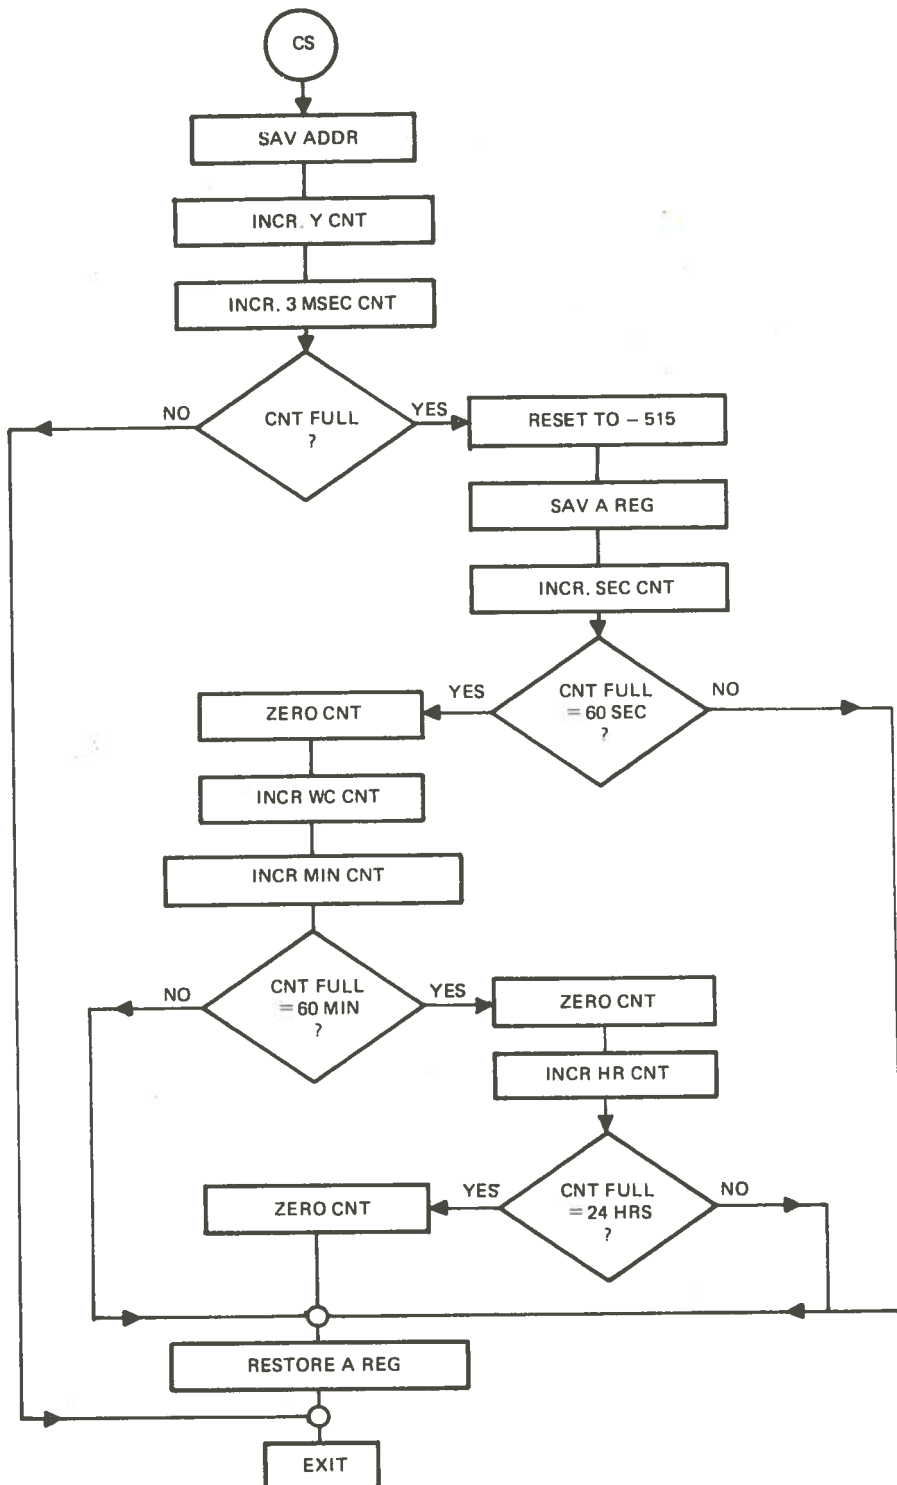 CS
SAV ADDR
INCR. Y CNT
INCR. 3 MSEC CNT
CNT FULL
?
NO
YES
RESET TO – 515
SAV A REG
INCR. SEC CNT
CNT FULL
= 60 SEC
?
YES
NO
ZERO CNT
INCR WC CNT
INCR MIN CNT
CNT FULL
= 60 MIN
?
NO
YES
ZERO CNT
INCR HR CNT
CNT FULL
= 24 HRS
?
YES
NO
ZERO CNT
RESTORE A REG
EXIT